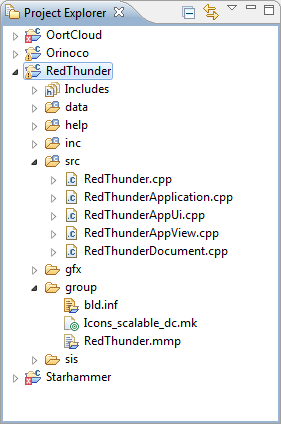 Project Explorer
OortCloud
Orinoco
RedThunder
Includes
data
help
inc
src
RedThunder.cpp
RedThunderApplication.cpp
RedThunderAppUi.cpp
RedThunderAppView.cpp
RedThunderDocument.cpp
gfx
group
bld.inf
Icons_scalable_dc.mk
RedThunder.mmp
sis
Starhammer